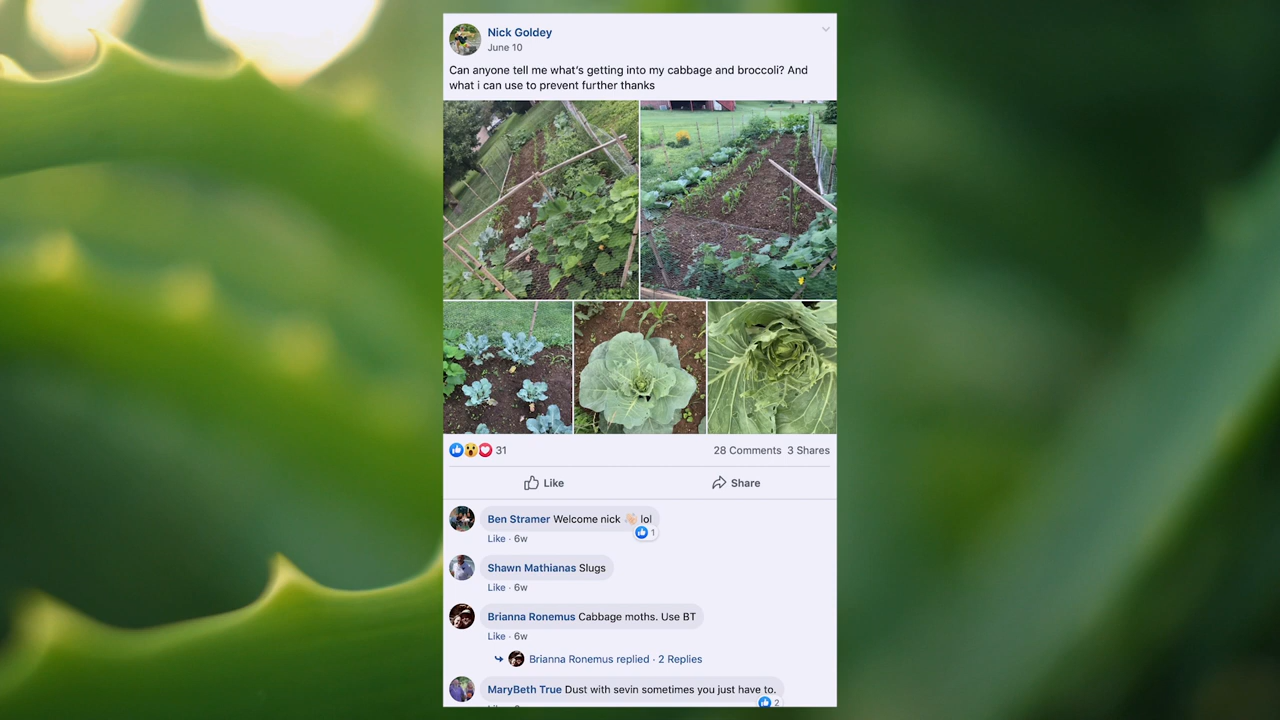 Nick Goldey
June 10
Can anyone tell me what's getting into my cabbage and broccoli? And
what i can use to prevent further thanks
31
28 Comments 3 Shares
Like
Share
Ben Stramer Welcome nick 👋🏻 lol
1
Like · 6w
Shawn Mathianas Slugs
Like · 6w
Brianna Ronemus Cabbage moths. Use BT
Like · 6w
Brianna Ronemus replied · 2 Replies
MaryBeth True Dust with sevin sometimes you just have to.
2